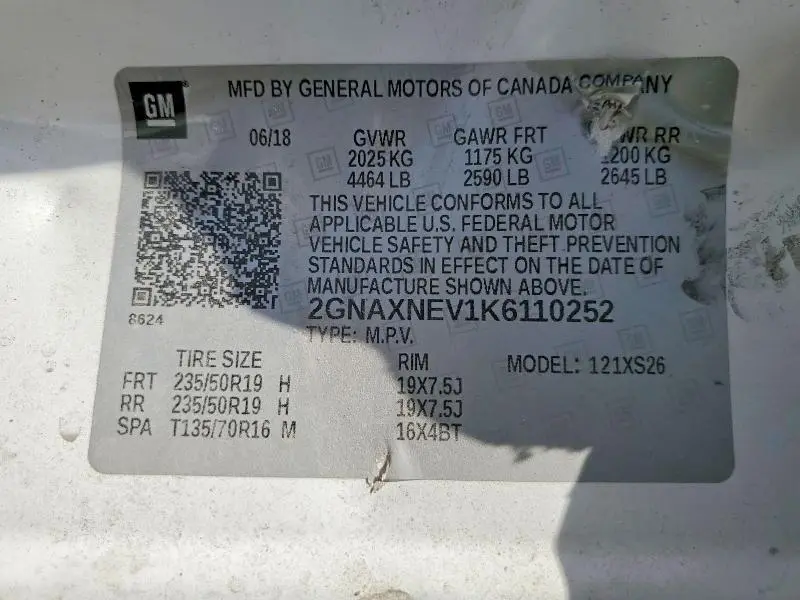 GM
MFD BY GENERAL MOTORS OF CANADA COMPANY
06/18 GVWR GAWR FRT WR RR
2025 KG 1175 KG 1200 KG
4464 LB 2590 LB 2645 LB
THIS VEHICLE CONFORMS TO ALL
APPLICABLE U.S. FEDERAL MOTOR
VEHICLE SAFETY AND THEFT PREVENTION
STANDARDS IN EFFECT ON THE DATE OF
MANUFACTURE SHOWN ABOVE.
8624
2GNAXNEV1K6110252
TYPE: M.P.V.
TIRE SIZE RIM MODEL: 121XS26
FRT 235/50R19 H 19X7.5J
RR 235/50R19 H 19X7.5J
SPA T135/70R16 M 16X4BT